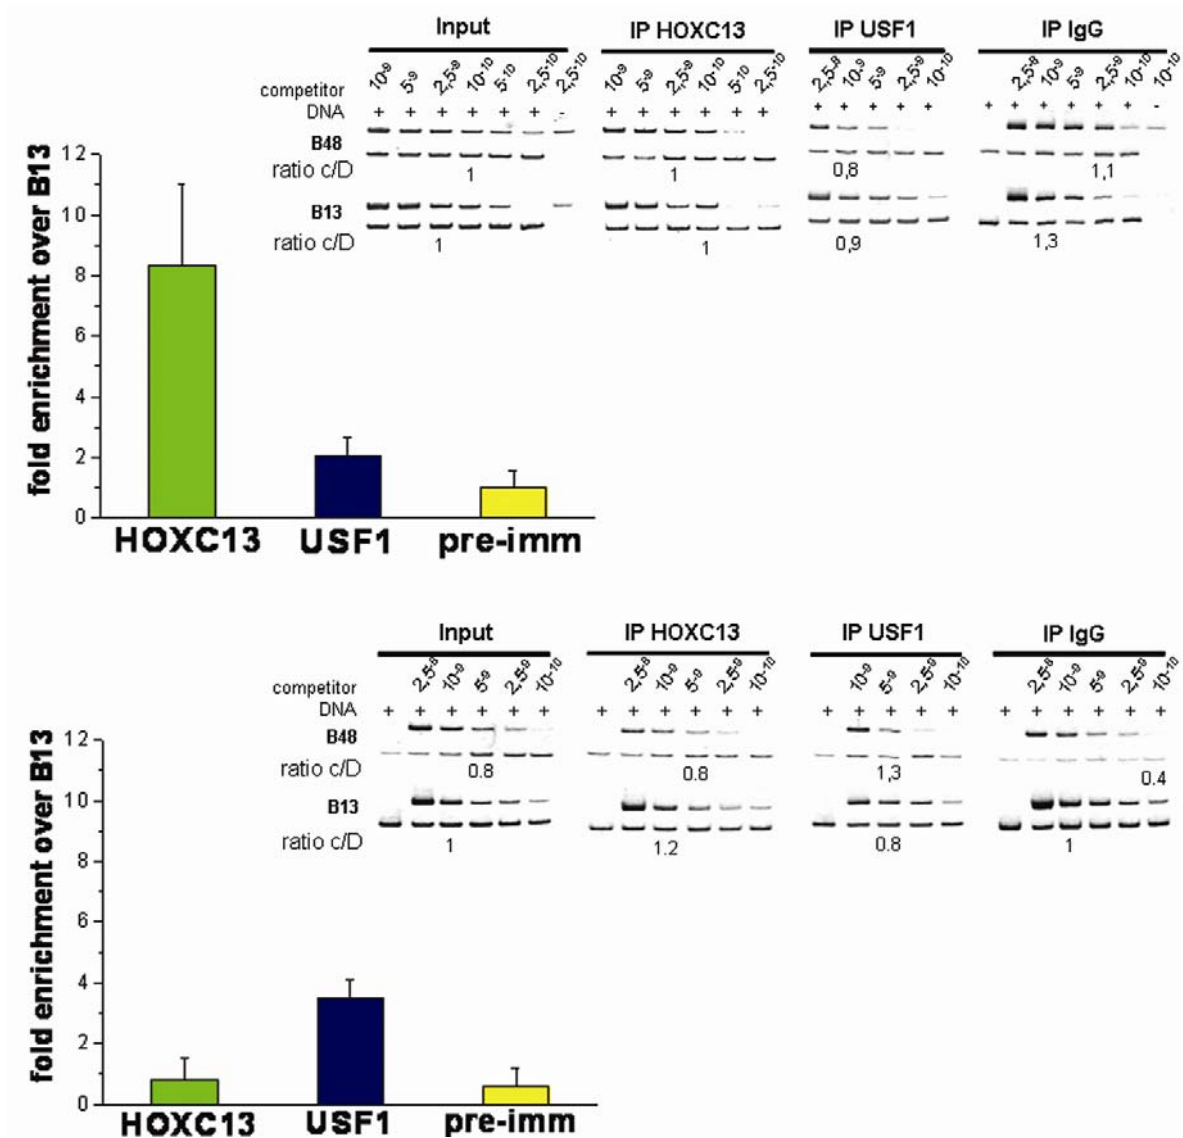 Input IP HOXC13 IP USF1 IP IgG
competitor 10-9 5-9 2,5-9 10-10 5-10 2,5-10 2,5-10 10-9 5-9 2,5-9 10-10 5-10 2,5-10 2,5-8 10-9 5-9 2,5-9 10-10 2,5-8 10-9 5-9 2,5-9 10-10 10-10
DNA + + + + + + - + + + + + + + + + + + + + + + + + -
B48
ratio c/D 1 1 0,8 1,1
B13
ratio c/D 1 1 0,9 1,3
fold enrichment over B13
12
10
8
6
4
2
0
HOXC13 USF1 pre-imm
Input IP HOXC13 IP USF1 IP IgG
competitor 2,5-8 10-9 5-9 2,5-9 10-10 2,5-8 10-9 5-9 2,5-9 10-10 10-9 5-9 2,5-9 10-10 2,5-8 10-9 5-9 2,5-9 10-10
DNA + + + + + + + + + + + + + + + + + + + + + + +
B48
ratio c/D 0.8 0.8 1,3 0.4
B13
ratio c/D 1 1.2 0.8 1
fold enrichment over B13
12
10
8
6
4
2
0
HOXC13 USF1 pre-imm